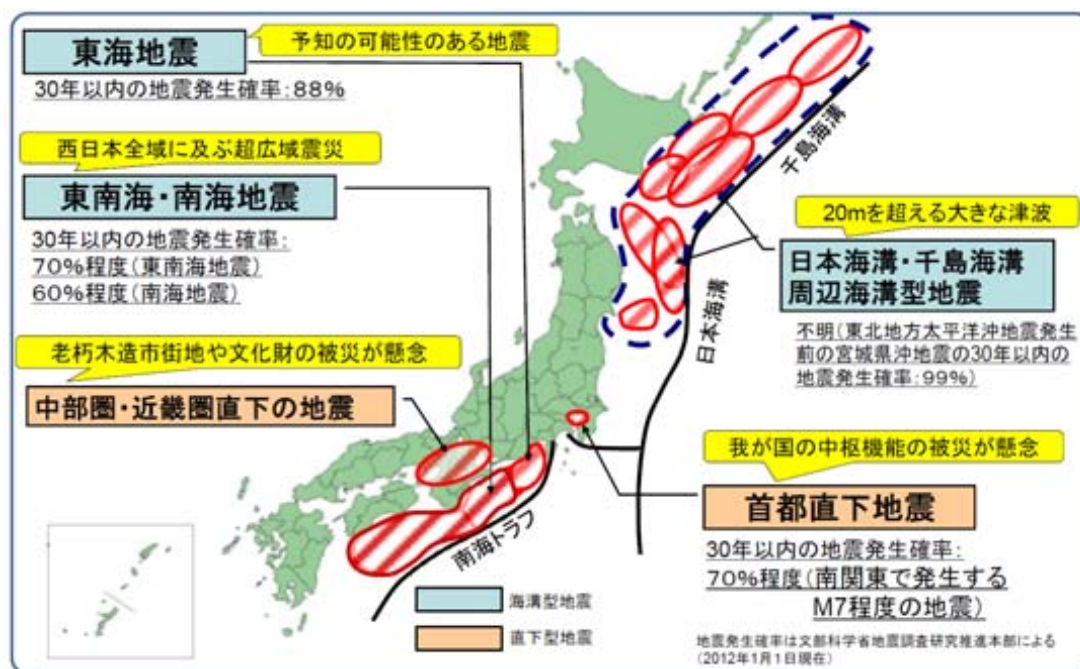 東海地震
予知の可能性のある地震
30年以内の地震発生確率：88%
西日本全域に及ぶ超広域震災
東南海・南海地震
30年以内の地震発生確率：
70%程度（東南海地震）
60%程度（南海地震）
老朽木造市街地や文化財の被災が懸念
中部圏・近畿圏直下の地震
千島海溝
20mを超える大きな津波
日本海溝・千島海溝
周辺海溝型地震
不明（東北地方太平洋沖地震発生
前の宮城県沖地震の30年以内の
地震発生確率：99%）
日本海溝
我が国の中枢機能の被災が懸念
首都直下地震
30年以内の地震発生確率：
70%程度（南関東で発生する
M7程度の地震）
南海トラフ
海溝型地震
直下型地震
地震発生確率は文部科学省地震調査研究推進本部による
（2012年1月1日現在）